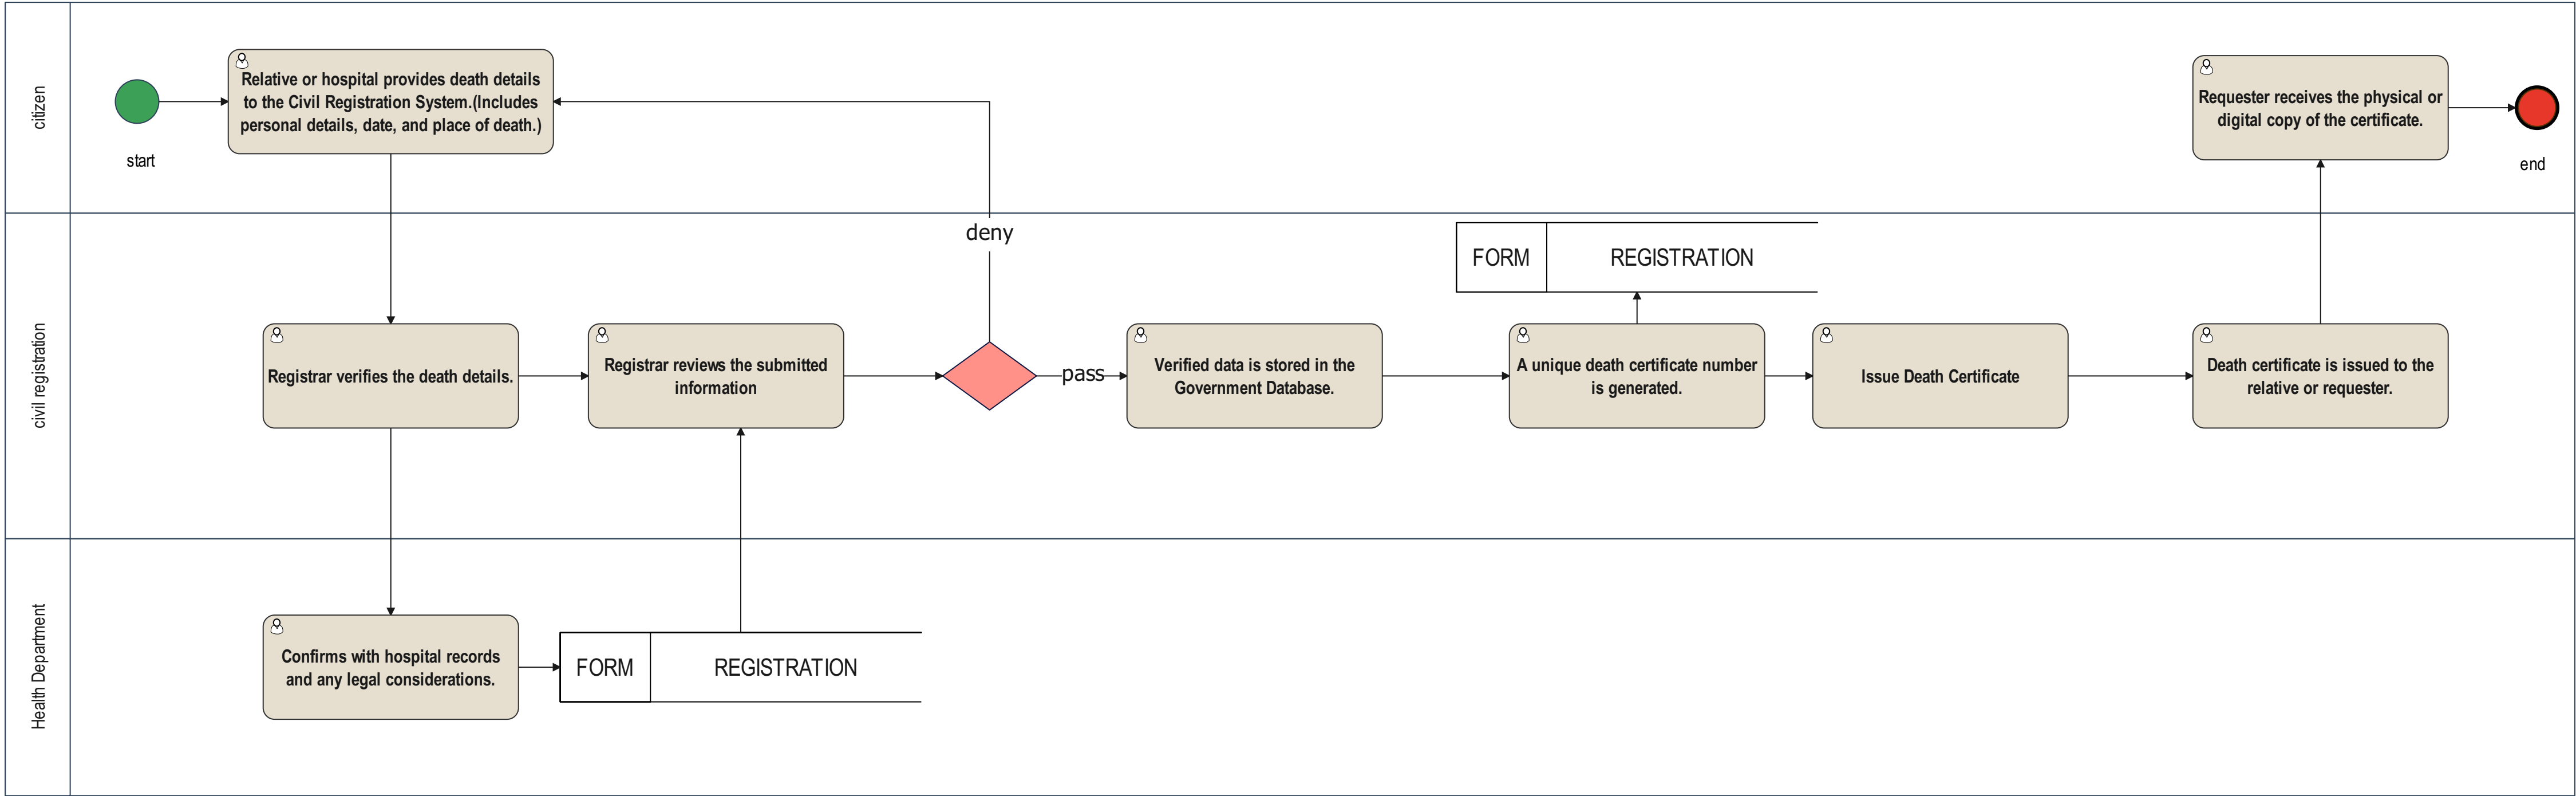 citizen
start
Relative or hospital provides death details
to the Civil Registration System.(Includes
personal details, date, and place of death.)
Requester receives the physical or
digital copy of the certificate.
end
civil registration
deny
FORM
REGISTRATION
Registrar verifies the death details.
Registrar reviews the submitted
information
pass
Verified data is stored in the
Government Database.
A unique death certificate number
is generated.
Issue Death Certificate
Death certificate is issued to the
relative or requester.
Health Department
Confirms with hospital records
and any legal considerations.
FORM
REGISTRATION